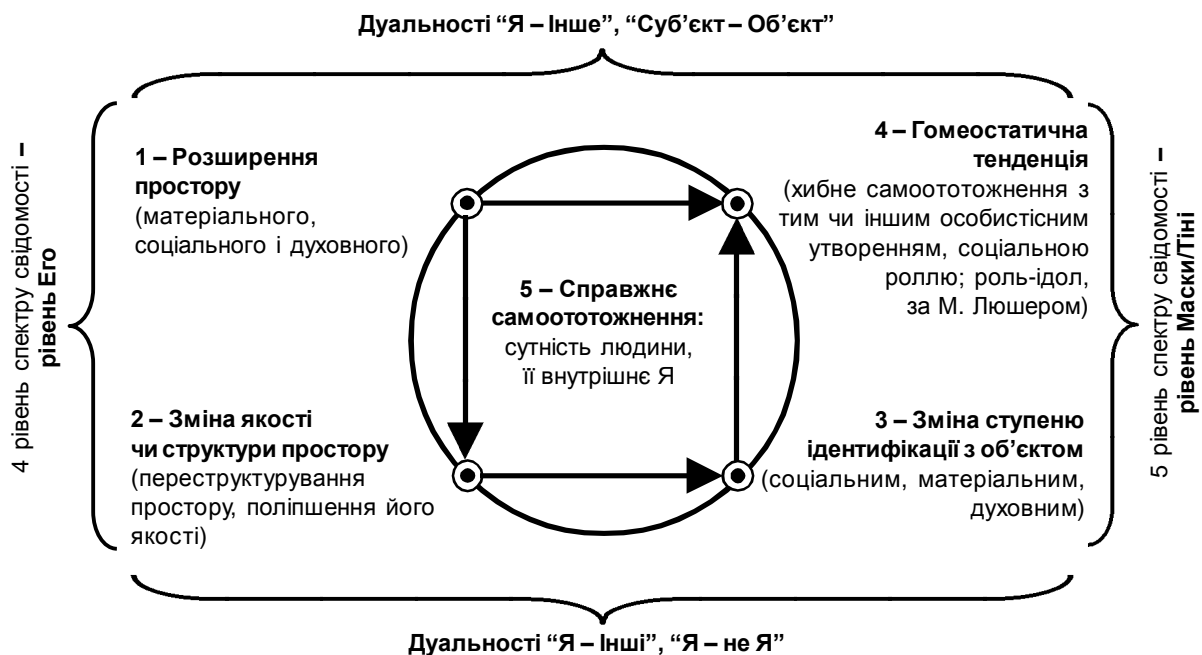 Дуальності “Я – Інше”, “Суб’єкт – Об’єкт”
4 рівень спектру свідомості –
рівень Его
1 – Розширення
простору
(матеріального,
соціального і духовного)
4 – Гомеостатична
тенденція
(хибне самоототожнення з
тим чи іншим особистісним
утворенням, соціальною
роллю; роль-ідол,
за М. Люшером)
5 – Справжнє
самоототожнення:
сутність людини,
її внутрішнє Я
2 – Зміна якості
чи структури простору
(переструктурування
простору, поліпшення його
якості)
3 – Зміна ступеню
ідентифікації з об’єктом
(соціальним, матеріальним,
духовним)
5 рівень спектру свідомості –
рівень Маски/Тіні
Дуальності “Я – Інші”, “Я – не Я”